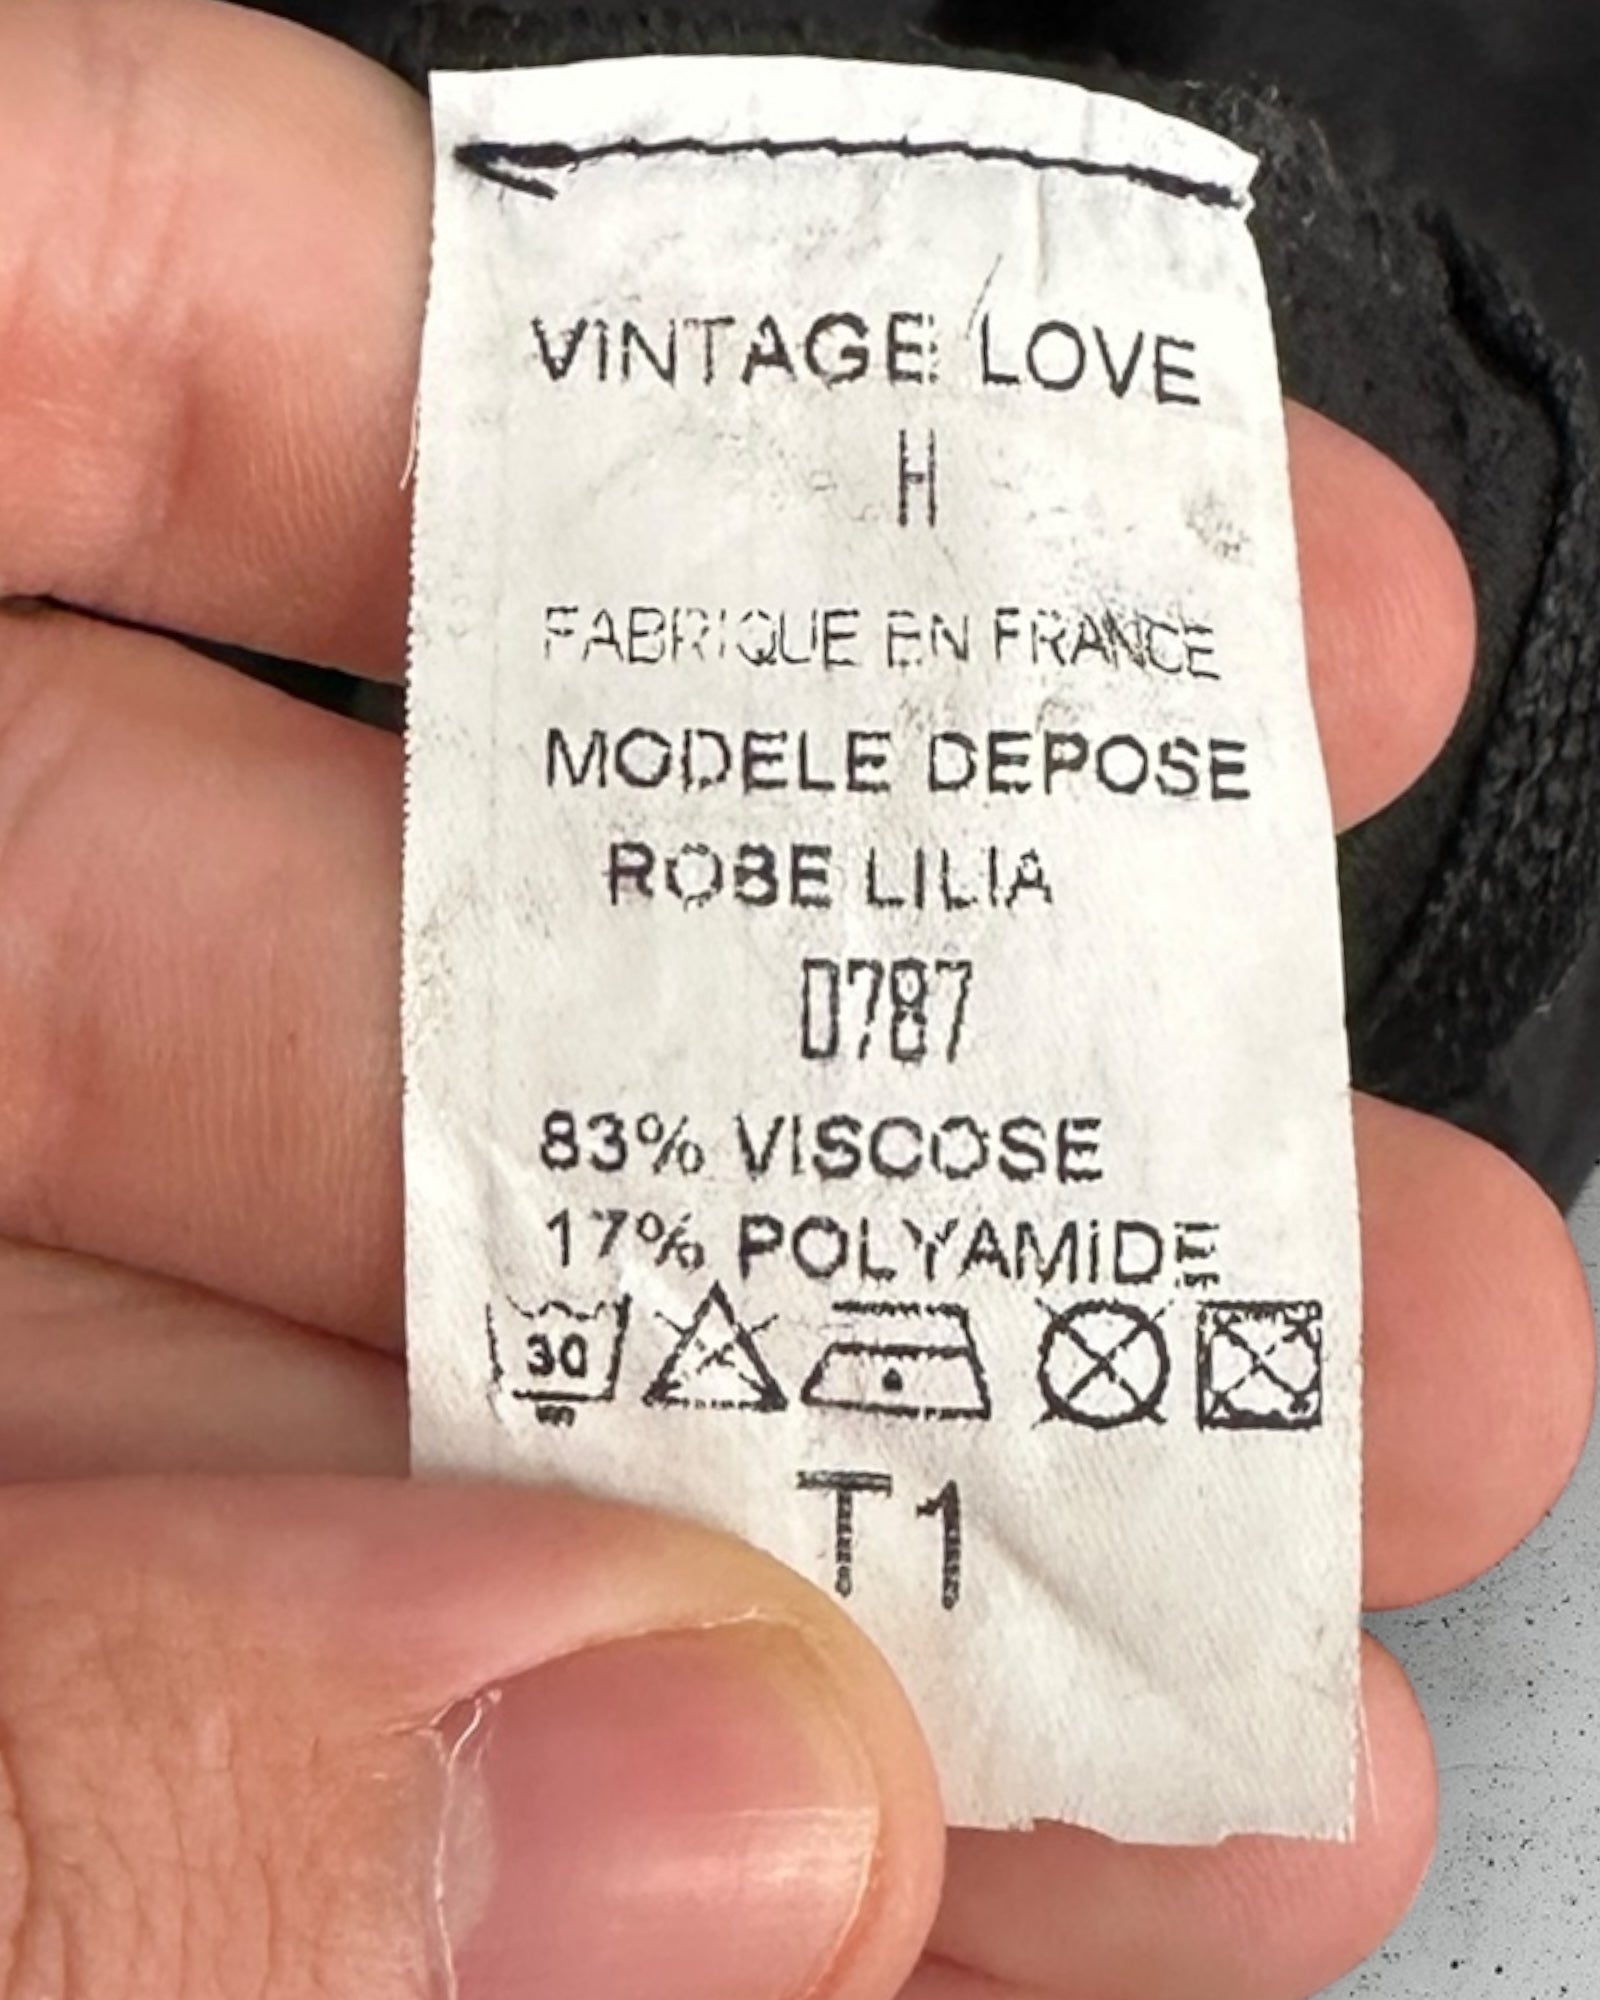 VINTAGE LOVE
H
FABRIQUE EN FRANCE
MODELE DEPOSE
ROBE LILIA
0787
83% VISCOSE
17% POLYAMIDE
30
T1